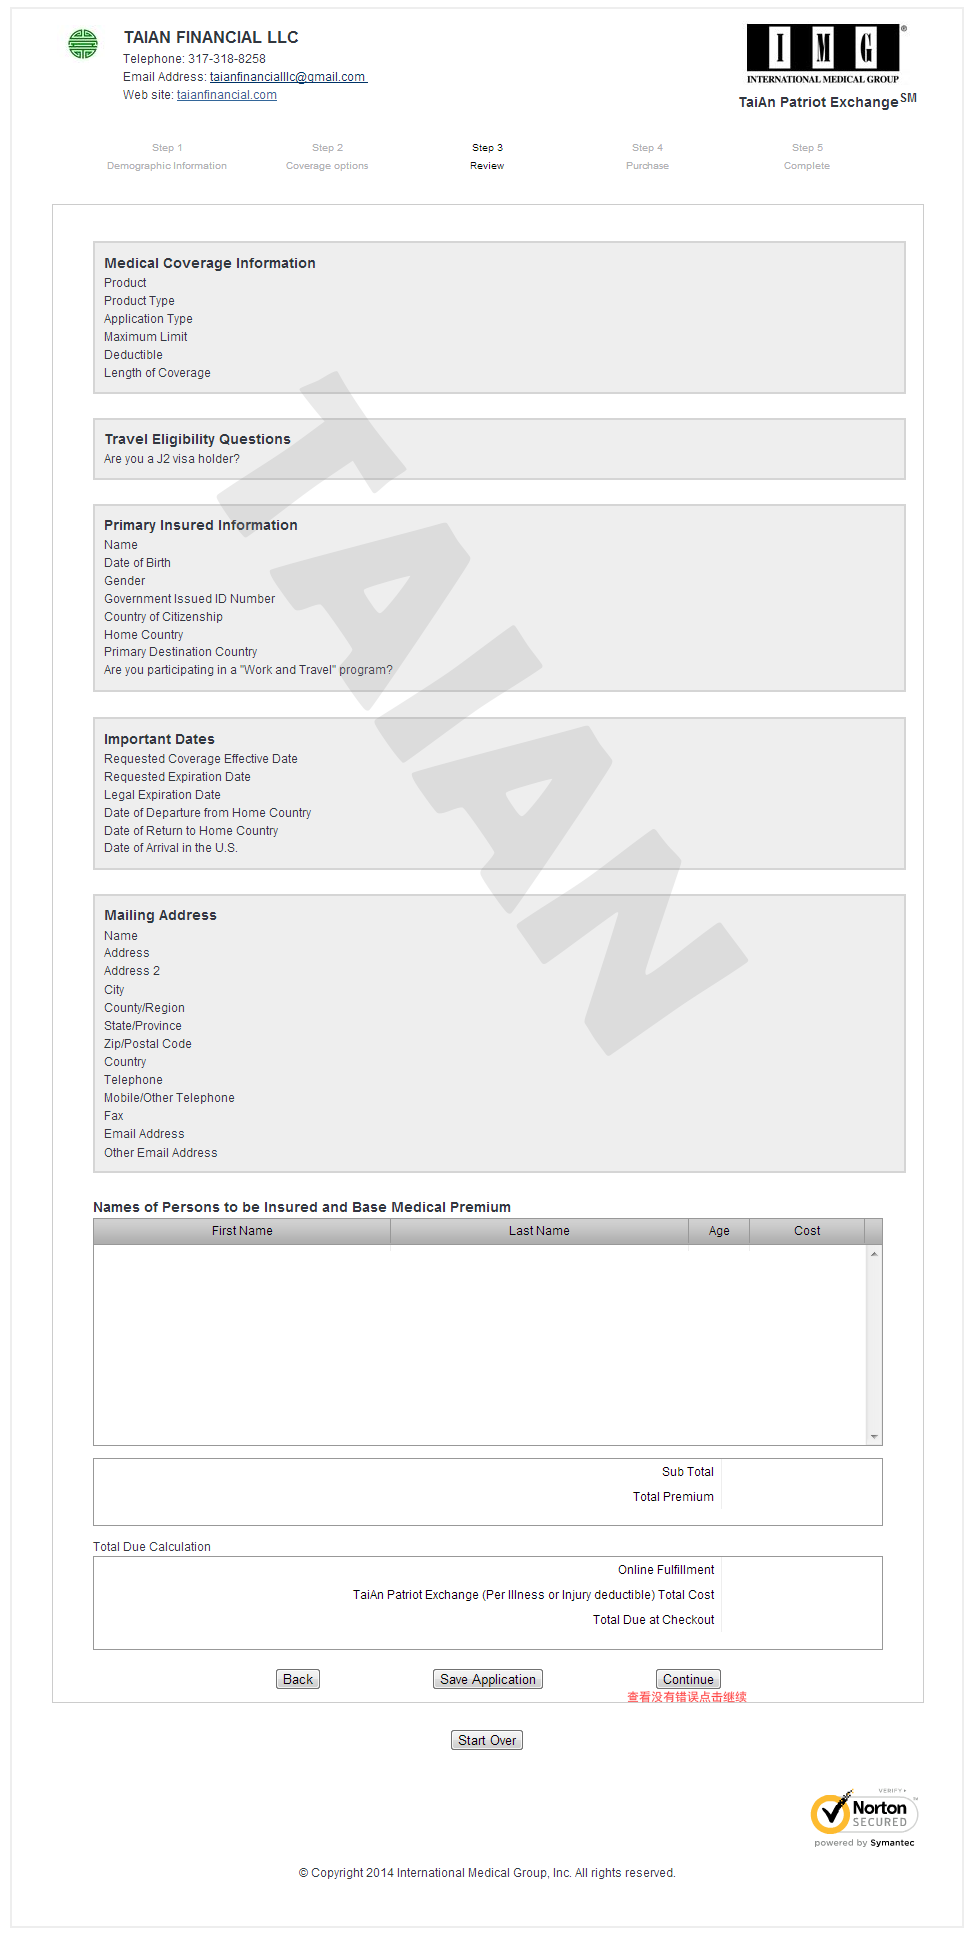 TAIAN FINANCIAL LLC
Telephone: 317-318-8258
Email Address: taianfinancialllc@gmail.com
Web site: taianfinancial.com
IMG®
INTERNATIONAL MEDICAL GROUP
TaiAn Patriot Exchange SM
Step 1 Step 2 Step 3 Step 4 Step 5
Demographic Information Coverage options Review Purchase Complete
Medical Coverage Information
Product
Product Type
Application Type
Maximum Limit
Deductible
Length of Coverage
Travel Eligibility Questions
Are you a J2 visa holder?
Primary Insured Information
Name
Date of Birth
Gender
Government Issued ID Number
Country of Citizenship
Home Country
Primary Destination Country
Are you participating in a "Work and Travel" program?
TAIAN
Important Dates
Requested Coverage Effective Date
Requested Expiration Date
Legal Expiration Date
Date of Departure from Home Country
Date of Return to Home Country
Date of Arrival in the U.S.
Mailing Address
Name
Address
Address 2
City
County/Region
State/Province
Zip/Postal Code
Country
Telephone
Mobile/Other Telephone
Fax
Email Address
Other Email Address
Names of Persons to be Insured and Base Medical Premium
First Name Last Name Age Cost
Sub Total
Total Premium
Total Due Calculation
Online Fulfillment
TaiAn Patriot Exchange (Per Illness or Injury deductible) Total Cost
Total Due at Checkout
Back Save Application Continue
查看没有错误点击继续
Start Over
VERIFY
Norton
SECURED
powered by Symantec
© Copyright 2014 International Medical Group, Inc. All rights reserved.